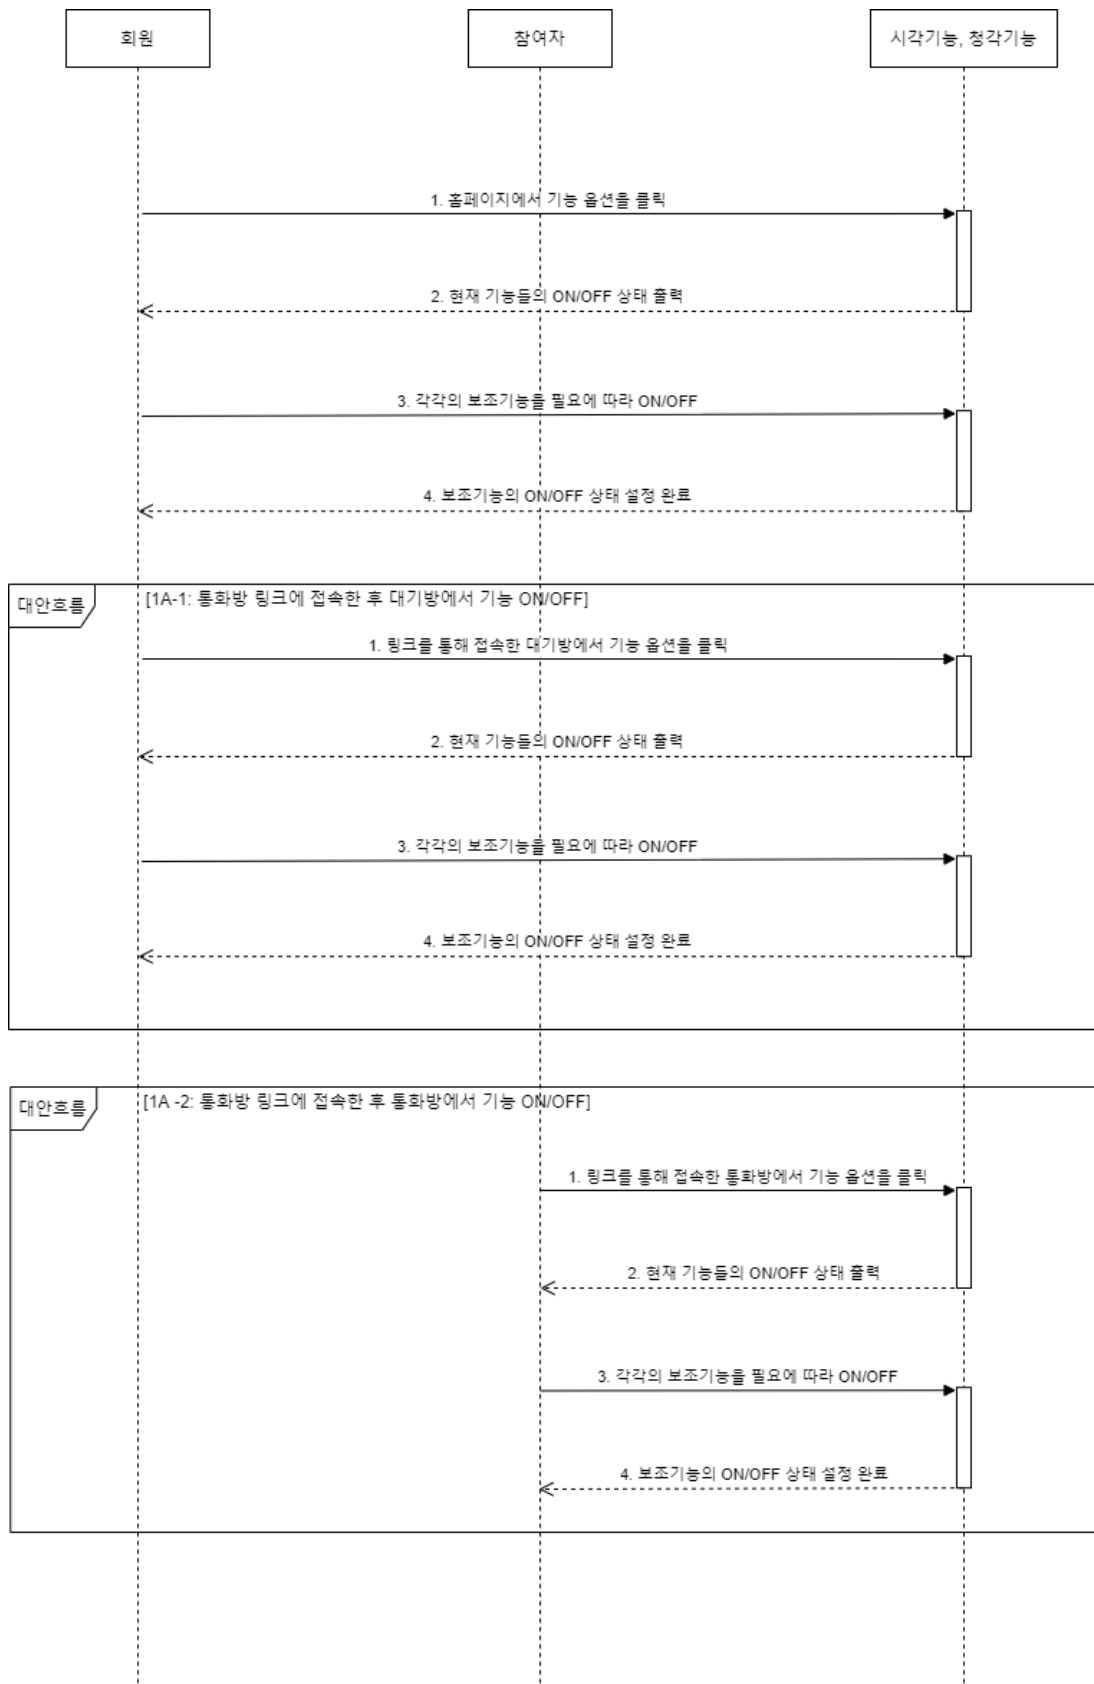 회원
참여자
시각기능, 청각기능
1. 홈페이지에서 기능 옵션을 클릭
2. 현재 기능들의 ON/OFF 상태 출력
3. 각각의 보조기능을 필요에 따라 ON/OFF
4. 보조기능의 ON/OFF 상태 설정 완료
대안흐름
[1A-1: 통화방 링크에 접속한 후 대기방에서 기능 ON/OFF]
1. 링크를 통해 접속한 대기방에서 기능 옵션을 클릭
2. 현재 기능들의 ON/OFF 상태 출력
3. 각각의 보조기능을 필요에 따라 ON/OFF
4. 보조기능의 ON/OFF 상태 설정 완료
대안흐름
[1A -2: 통화방 링크에 접속한 후 통화방에서 기능 ON/OFF]
1. 링크를 통해 접속한 통화방에서 기능 옵션을 클릭
2. 현재 기능들의 ON/OFF 상태 출력
3. 각각의 보조기능을 필요에 따라 ON/OFF
4. 보조기능의 ON/OFF 상태 설정 완료